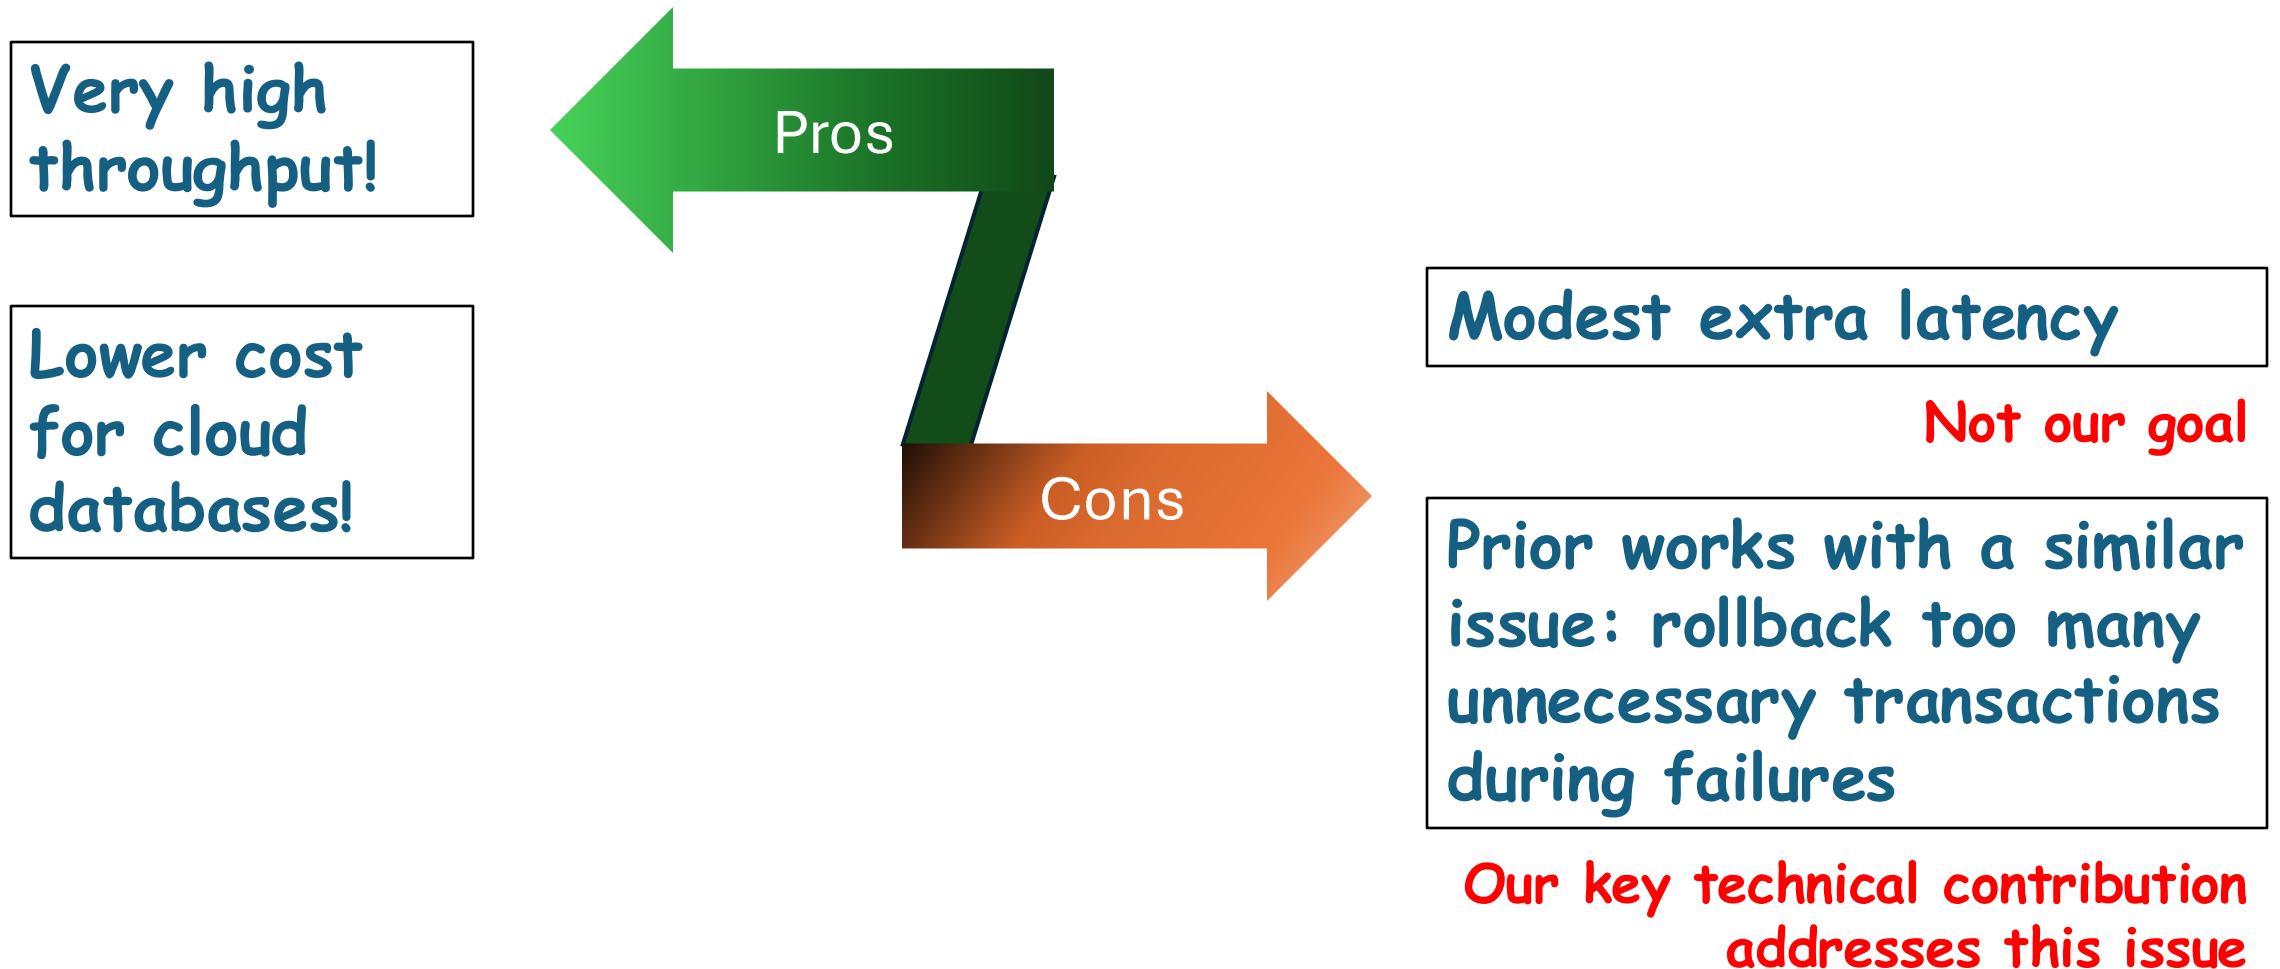 Very high
throughput!
Lower cost
for cloud
databases!
Pros
Cons
Modest extra latency
Not our goal
Prior works with a similar
issue: rollback too many
unnecessary transactions
during failures
Our key technical contribution
addresses this issue